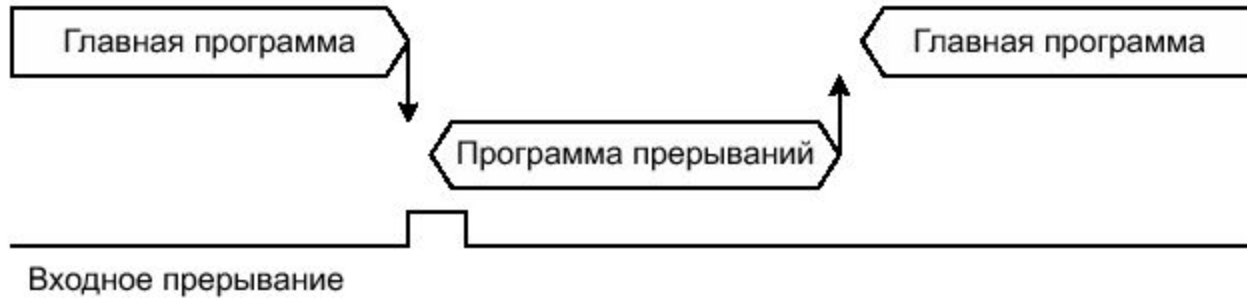 Главная программа
Главная программа
Программа прерываний
Входное прерывание